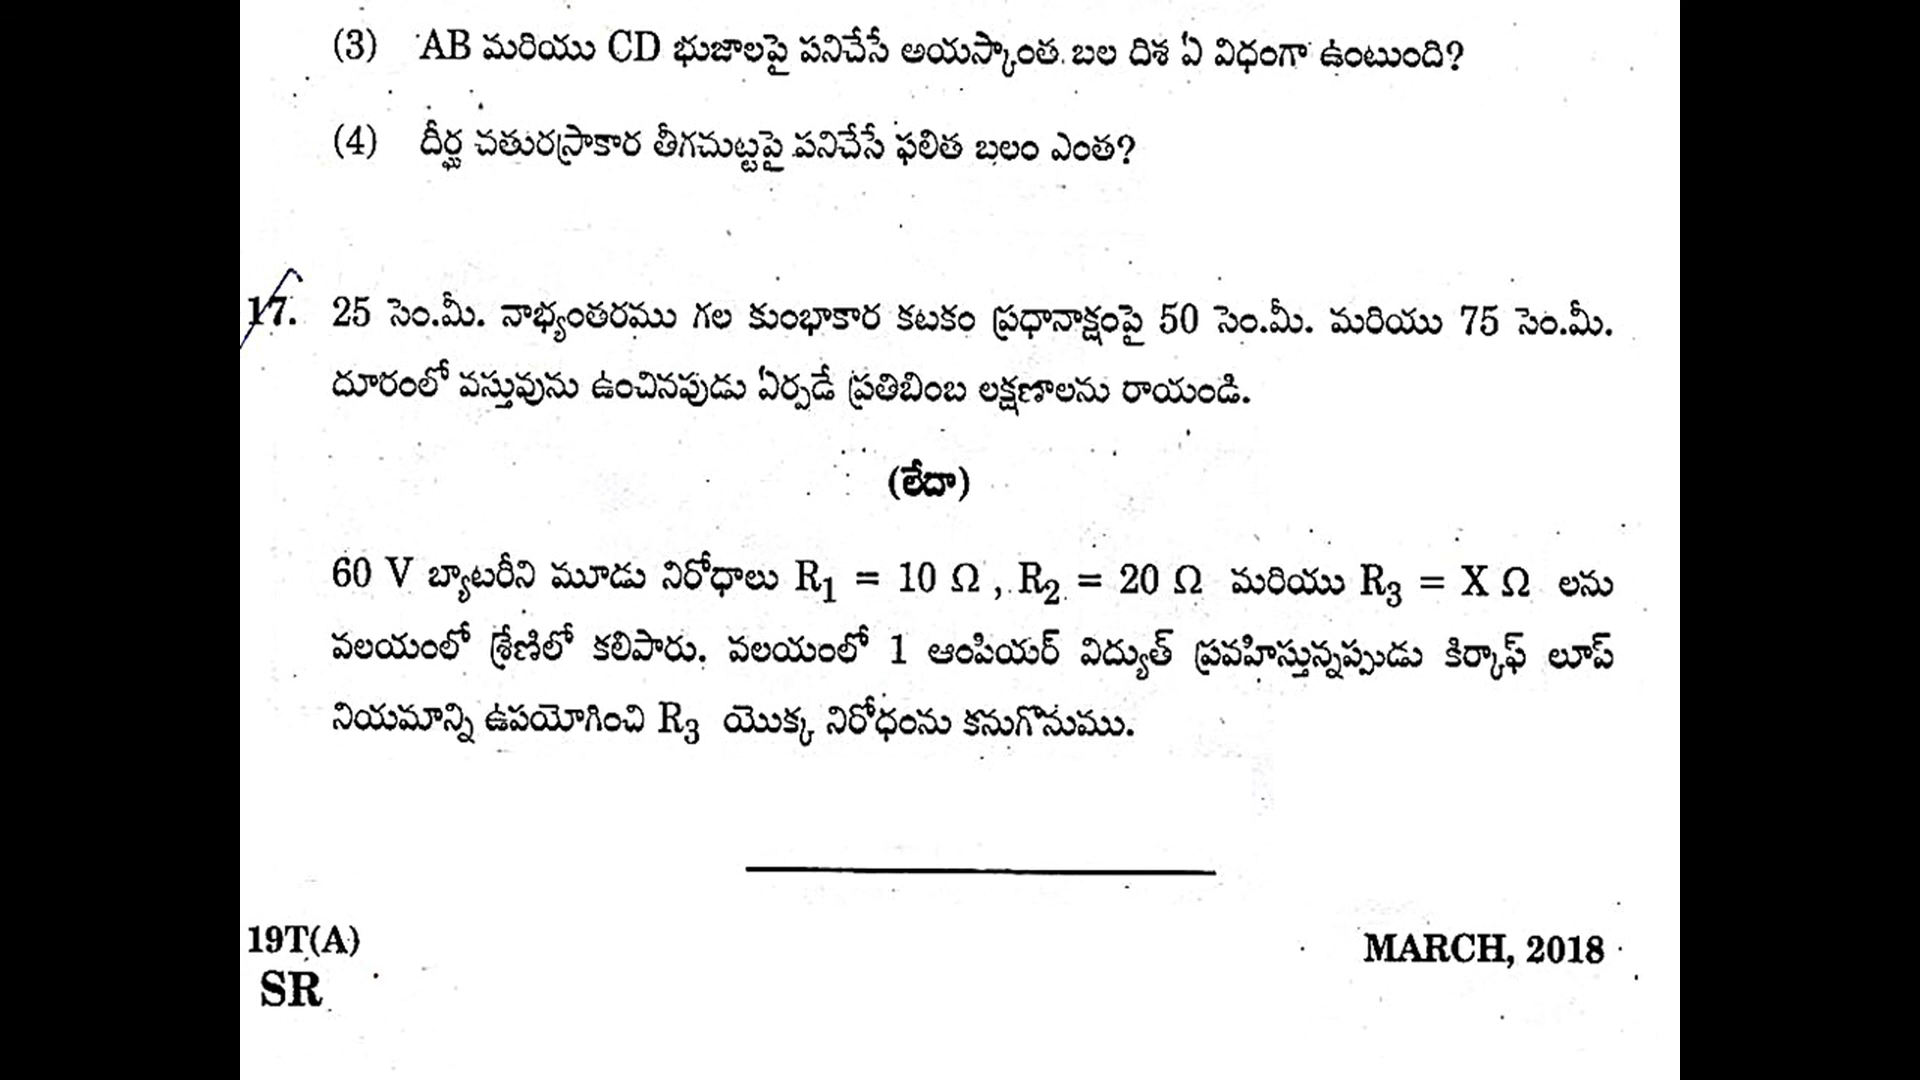 (3) AB మరియు CD భుజాలపై పనిచేసే అయస్కాంత బల దిశ ఏ విధంగా ఉంటుంది?
(4) దీర్ఘ చతురస్రాకార తీగచుట్టపై పనిచేసే ఫలిత బలం ఎంత?
17. 25 సెం.మీ. నాభ్యంతరము గల కుంభాకార కటకం ప్రధానాక్షంపై 50 సెం.మీ. మరియు 75 సెం.మీ.
దూరంలో వస్తువును ఉంచినపుడు ఏర్పడే ప్రతిబింబ లక్షణాలను రాయండి.
(లేదా)
60 V బ్యాటరీని మూడు నిరోధాలు R₁ = 10 Ω, R₂ = 20 Ω మరియు R₃ = X Ω లను
వలయంలో శ్రేణిలో కలిపారు. వలయంలో 1 ఆంపియర్ విద్యుత్ ప్రవహిస్తున్నప్పుడు కిర్కాఫ్ లూప్
నియమాన్ని ఉపయోగించి R₃ యొక్క నిరోధంను కనుగొనుము.
19T(A)
MARCH, 2018
SR